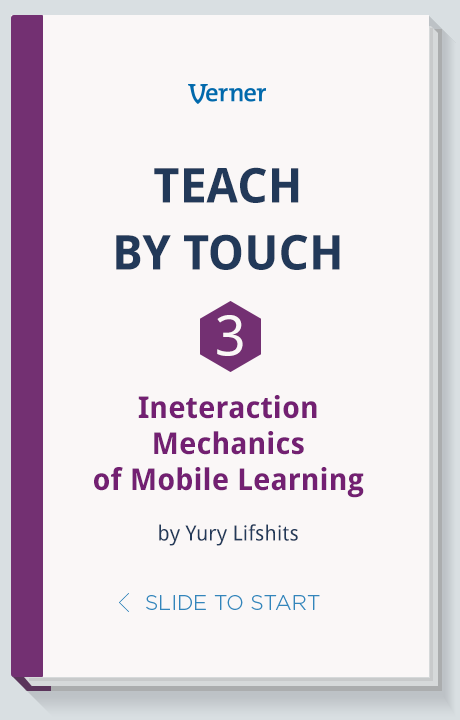 Verner
TEACH
BY TOUCH
3
Ineteraction
Mechanics
of Mobile Learning
by Yury Lifshits
SLIDE TO START